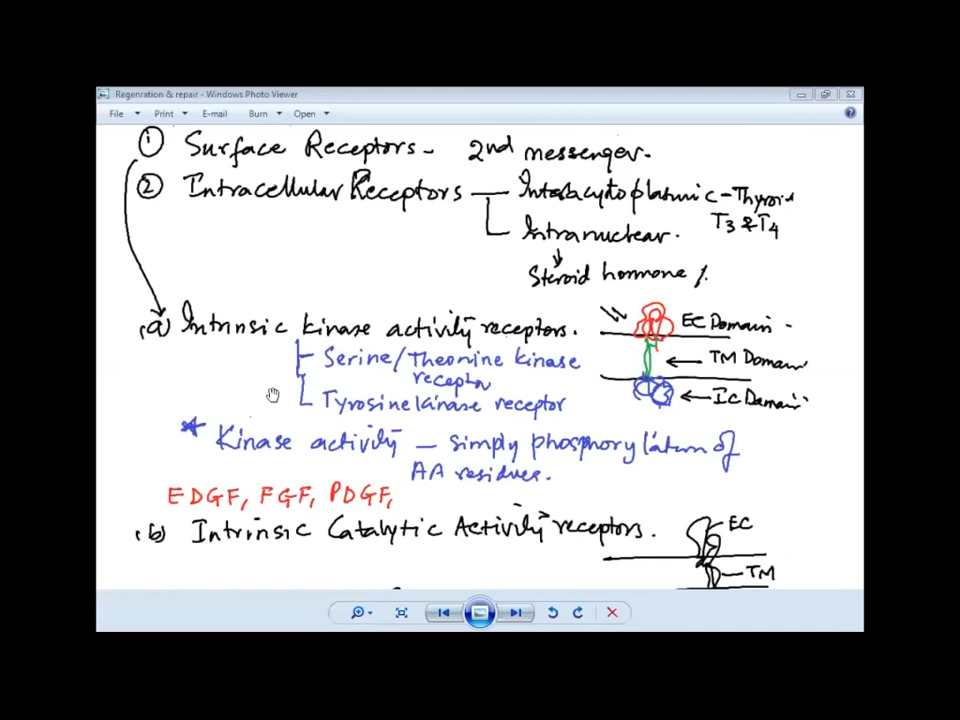 Regenration & repair - Windows Photo Viewer
File Print E-mail Burn Open
1 Surface Receptors - 2nd messenger.
2 Intracellular Receptors — Intracytoplasmic - Thyroid
T3 & T4
Intranuclear.
Steroid hormone
(a) Intrinsic kinase activity receptors.
EC Domain
Serine/Theonine kinase
receptor
TM Domain
Tyrosine kinase receptor
IC Domain
* Kinase activity — simply phosphorylation of
AA residues.
EDGF, FGF, PDGF,
(b) Intrinsic Catalytic Activity receptors.
EC
TM